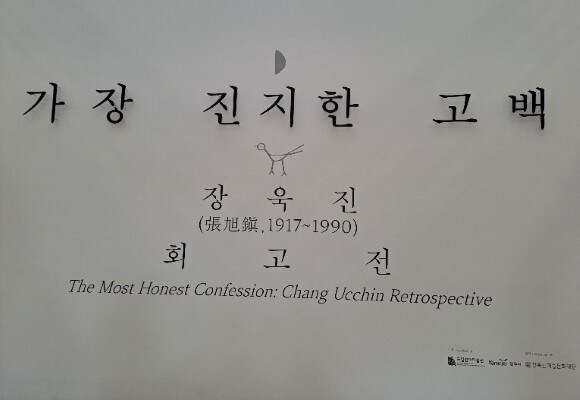 가장 진지한 고백
장욱진
(張旭鎭, 1917~1990)
회고전
The Most Honest Confession: Chang Ucchin Retrospective